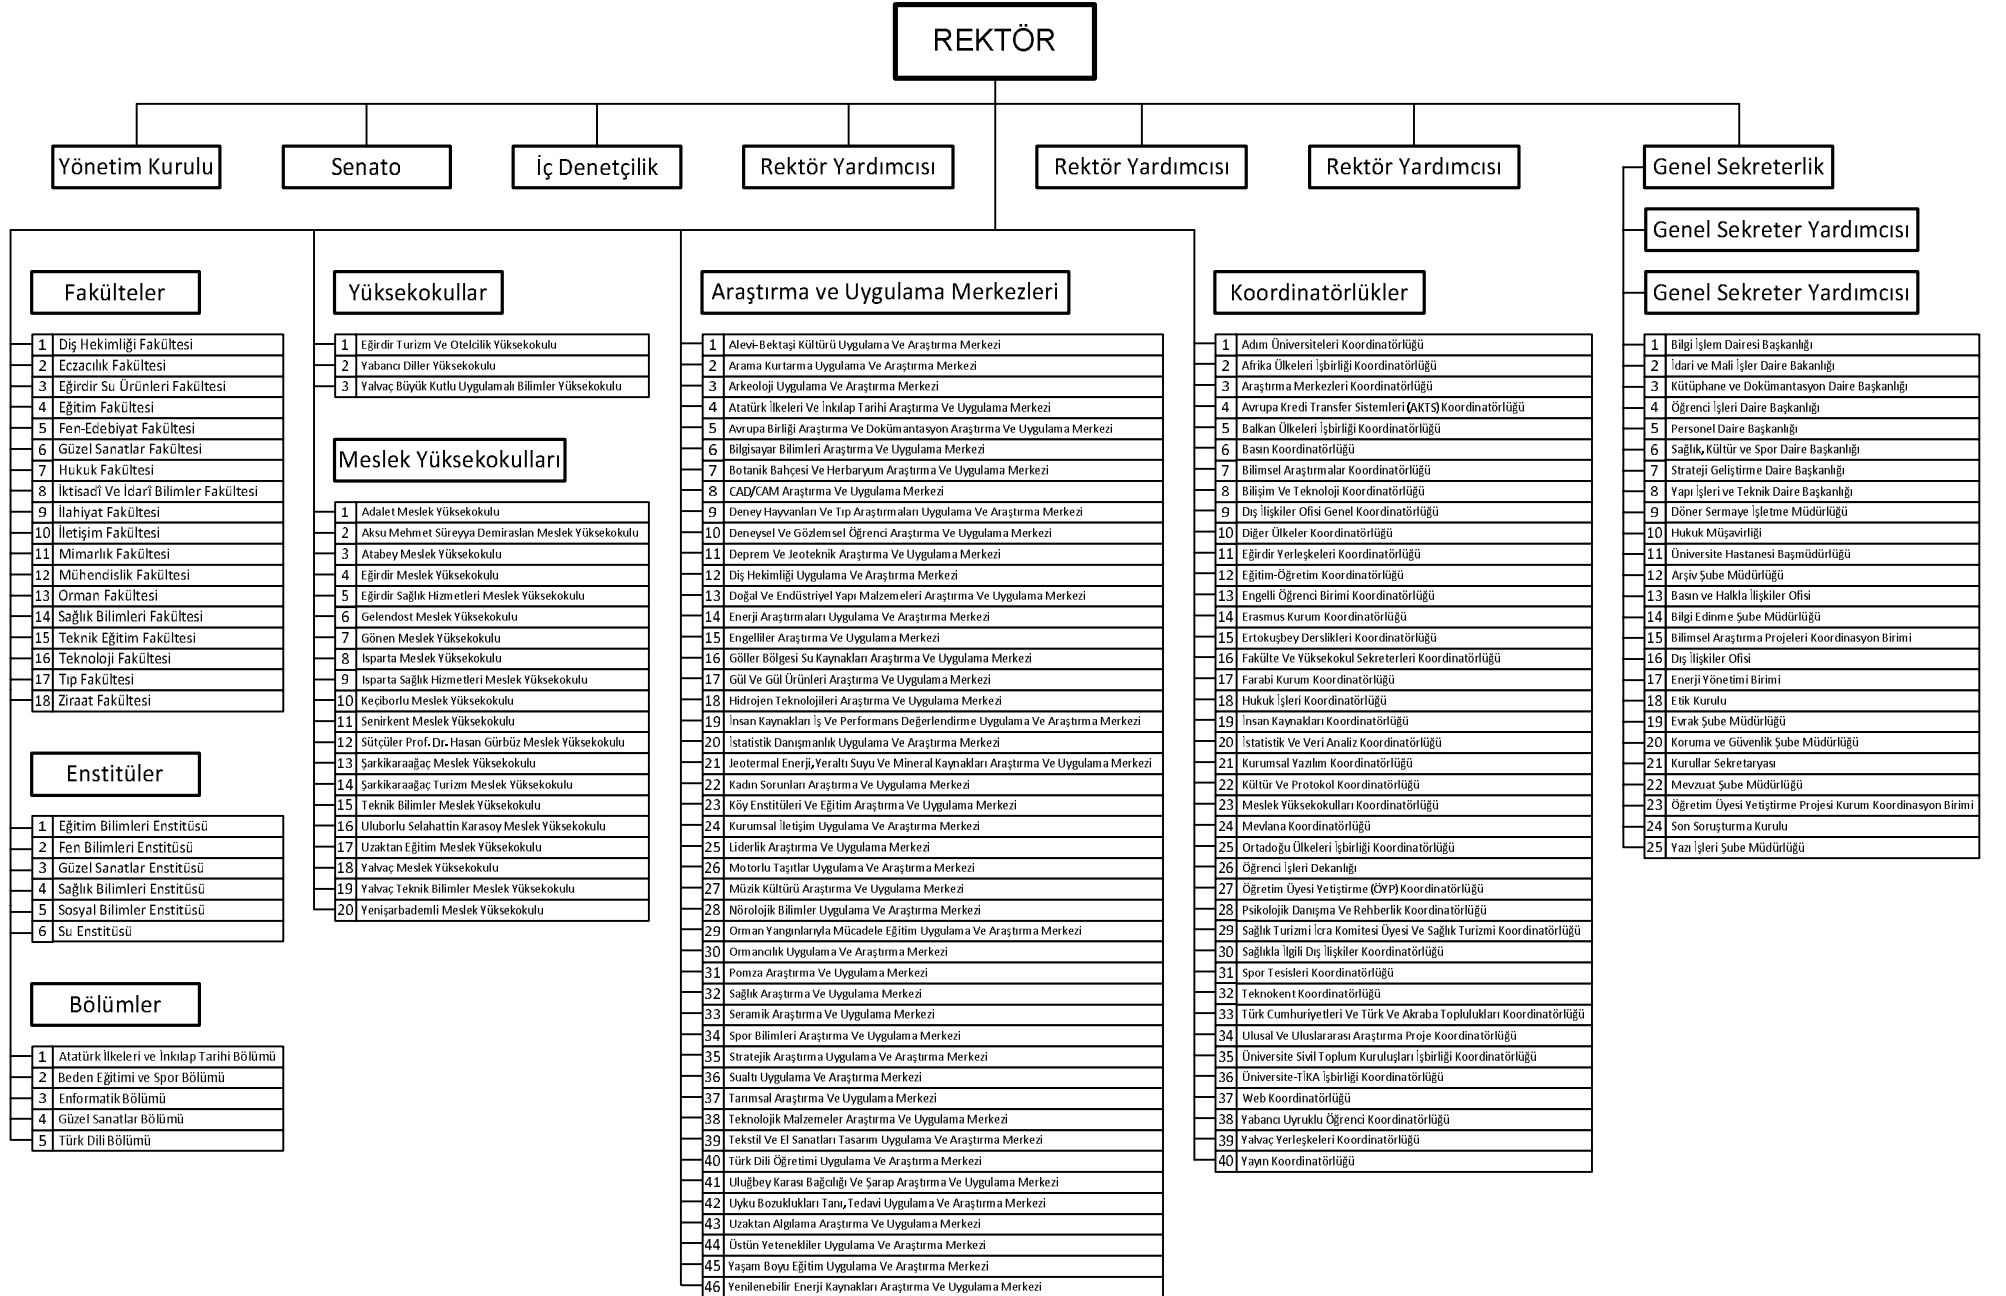 REKTÖR
Yönetim Kurulu
Senato
İç Denetçilik
Rektör Yardımcısı
Rektör Yardımcısı
Rektör Yardımcısı
Genel Sekreterlik
Genel Sekreter Yardımcısı
Genel Sekreter Yardımcısı
Fakülteler
1 Diş Hekimliği Fakültesi
2 Eczacılık Fakültesi
3 Eğirdir Su Ürünleri Fakültesi
4 Eğitim Fakültesi
5 Fen-Edebiyat Fakültesi
6 Güzel Sanatlar Fakültesi
7 Hukuk Fakültesi
8 İktisadî Ve İdarî Bilimler Fakültesi
9 İlahiyat Fakültesi
10 İletişim Fakültesi
11 Mimarlık Fakültesi
12 Mühendislik Fakültesi
13 Orman Fakültesi
14 Sağlık Bilimleri Fakültesi
15 Teknik Eğitim Fakültesi
16 Teknoloji Fakültesi
17 Tıp Fakültesi
18 Ziraat Fakültesi
Enstitüler
1 Eğitim Bilimleri Enstitüsü
2 Fen Bilimleri Enstitüsü
3 Güzel Sanatlar Enstitüsü
4 Sağlık Bilimleri Enstitüsü
5 Sosyal Bilimler Enstitüsü
6 Su Enstitüsü
Bölümler
1 Atatürk İlkeleri ve İnkılap Tarihi Bölümü
2 Beden Eğitimi ve Spor Bölümü
3 Enformatik Bölümü
4 Güzel Sanatlar Bölümü
5 Türk Dili Bölümü
Yüksekokullar
1 Eğirdir Turizm Ve Otelcilik Yüksekokulu
2 Yabancı Diller Yüksekokulu
3 Yalvaç Büyük Kutlu Uygulamalı Bilimler Yüksekokulu
Meslek Yüksekokulları
1 Adalet Meslek Yüksekokulu
2 Aksu Mehmet Süreyya Demiraslan Meslek Yüksekokulu
3 Atabey Meslek Yüksekokulu
4 Eğirdir Meslek Yüksekokulu
5 Eğirdir Sağlık Hizmetleri Meslek Yüksekokulu
6 Gelendost Meslek Yüksekokulu
7 Gönen Meslek Yüksekokulu
8 Isparta Meslek Yüksekokulu
9 Isparta Sağlık Hizmetleri Meslek Yüksekokulu
10 Keçiborlu Meslek Yüksekokulu
11 Senirkent Meslek Yüksekokulu
12 Sütçüler Prof. Dr. Hasan Gürbüz Meslek Yüksekokulu
13 Şarkikaraağaç Meslek Yüksekokulu
14 Şarkikaraağaç Turizm Meslek Yüksekokulu
15 Teknik Bilimler Meslek Yüksekokulu
16 Uluborlu Selahattin Karasoy Meslek Yüksekokulu
17 Uzaktan Eğitim Meslek Yüksekokulu
18 Yalvaç Meslek Yüksekokulu
19 Yalvaç Teknik Bilimler Meslek Yüksekokulu
20 Yenişarbademli Meslek Yüksekokulu
Araştırma ve Uygulama Merkezleri
1 Alevi-Bektaşi Kültürü Uygulama Ve Araştırma Merkezi
2 Arama Kurtarma Uygulama Ve Araştırma Merkezi
3 Arkeoloji Uygulama Ve Araştırma Merkezi
4 Atatürk İlkeleri Ve İnkılap Tarihi Araştırma Ve Uygulama Merkezi
5 Avrupa Birliği Araştırma Ve Dokümantasyon Araştırma Ve Uygulama Merkezi
6 Bilgisayar Bilimleri Araştırma Ve Uygulama Merkezi
7 Botanik Bahçesi Ve Herbaryum Araştırma Ve Uygulama Merkezi
8 CAD/CAM Araştırma Ve Uygulama Merkezi
9 Deney Hayvanları Ve Tıp Araştırmaları Uygulama Ve Araştırma Merkezi
10 Deneysel Ve Gözlemsel Öğrenci Araştırma Ve Uygulama Merkezi
11 Deprem Ve Jeoteknik Araştırma Ve Uygulama Merkezi
12 Diş Hekimliği Uygulama Ve Araştırma Merkezi
13 Doğal Ve Endüstriyel Yapı Malzemeleri Araştırma Ve Uygulama Merkezi
14 Enerji Araştırmaları Uygulama Ve Araştırma Merkezi
15 Engelliler Araştırma Ve Uygulama Merkezi
16 Göller Bölgesi Su Kaynakları Araştırma Ve Uygulama Merkezi
17 Gül Ve Gül Ürünleri Araştırma Ve Uygulama Merkezi
18 Hidrojen Teknolojileri Araştırma Ve Uygulama Merkezi
19 İnsan Kaynakları İş Ve Performans Değerlendirme Uygulama Ve Araştırma Merkezi
20 İstatistik Danışmanlık Uygulama Ve Araştırma Merkezi
21 Jeotermal Enerji, Yeraltı Suyu Ve Mineral Kaynakları Araştırma Ve Uygulama Merkezi
22 Kadın Sorunları Araştırma Ve Uygulama Merkezi
23 Köy Enstitüleri Ve Eğitim Araştırma Ve Uygulama Merkezi
24 Kurumsal İletişim Uygulama Ve Araştırma Merkezi
25 Liderlik Araştırma Ve Uygulama Merkezi
26 Motorlu Taşıtlar Uygulama Ve Araştırma Merkezi
27 Müzik Kültürü Araştırma Ve Uygulama Merkezi
28 Nörolojik Bilimler Uygulama Ve Araştırma Merkezi
29 Orman Yangınlarıyla Mücadele Eğitim Uygulama Ve Araştırma Merkezi
30 Ormancılık Uygulama Ve Araştırma Merkezi
31 Pomza Araştırma Ve Uygulama Merkezi
32 Sağlık Araştırma Ve Uygulama Merkezi
33 Seramik Araştırma Ve Uygulama Merkezi
34 Spor Bilimleri Araştırma Ve Uygulama Merkezi
35 Stratejik Araştırma Uygulama Ve Araştırma Merkezi
36 Sualtı Uygulama Ve Araştırma Merkezi
37 Tarımsal Araştırma Ve Uygulama Merkezi
38 Teknolojik Malzemeler Araştırma Ve Uygulama Merkezi
39 Tekstil Ve El Sanatları Tasarım Uygulama Ve Araştırma Merkezi
40 Türk Dili Öğretimi Uygulama Ve Araştırma Merkezi
41 Uluğbey Karası Bağcılığı Ve Şarap Araştırma Ve Uygulama Merkezi
42 Uyku Bozuklukları Tanı, Tedavi Uygulama Ve Araştırma Merkezi
43 Uzaktan Algılama Araştırma Ve Uygulama Merkezi
44 Üstün Yetenekliler Uygulama Ve Araştırma Merkezi
45 Yaşam Boyu Eğitim Uygulama Ve Araştırma Merkezi
46 Yenilenebilir Enerji Kaynakları Araştırma Ve Uygulama Merkezi
Koordinatörlükler
1 Adım Üniversiteleri Koordinatörlüğü
2 Afrika Ülkeleri İşbirliği Koordinatörlüğü
3 Araştırma Merkezleri Koordinatörlüğü
4 Avrupa Kredi Transfer Sistemleri (AKTS) Koordinatörlüğü
5 Balkan Ülkeleri İşbirliği Koordinatörlüğü
6 Basın Koordinatörlüğü
7 Bilimsel Araştırmalar Koordinatörlüğü
8 Bilişim Ve Teknoloji Koordinatörlüğü
9 Dış İlişkiler Ofisi Genel Koordinatörlüğü
10 Diğer Ülkeler Koordinatörlüğü
11 Eğirdir Yerleşkeleri Koordinatörlüğü
12 Eğitim-Öğretim Koordinatörlüğü
13 Engelli Öğrenci Birimi Koordinatörlüğü
14 Erasmus Kurum Koordinatörlüğü
15 Ertokuşbey Derslikleri Koordinatörlüğü
16 Fakülte Ve Yüksekokul Sekreterleri Koordinatörlüğü
17 Farabi Kurum Koordinatörlüğü
18 Hukuk İşleri Koordinatörlüğü
19 İnsan Kaynakları Koordinatörlüğü
20 İstatistik Ve Veri Analiz Koordinatörlüğü
21 Kurumsal Yazılım Koordinatörlüğü
22 Kültür Ve Protokol Koordinatörlüğü
23 Meslek Yüksekokulları Koordinatörlüğü
24 Mevlana Koordinatörlüğü
25 Ortadoğu Ülkeleri İşbirliği Koordinatörlüğü
26 Öğrenci İşleri Dekanlığı
27 Öğretim Üyesi Yetiştirme (ÖYP) Koordinatörlüğü
28 Psikolojik Danışma Ve Rehberlik Koordinatörlüğü
29 Sağlık Turizmi İcra Komitesi Üyesi Ve Sağlık Turizmi Koordinatörlüğü
30 Sağlıkla İlgili Dış İlişkiler Koordinatörlüğü
31 Spor Tesisleri Koordinatörlüğü
32 Teknokent Koordinatörlüğü
33 Türk Cumhuriyetleri Ve Türk Ve Akraba Toplulukları Koordinatörlüğü
34 Ulusal Ve Uluslararası Araştırma Proje Koordinatörlüğü
35 Üniversite Sivil Toplum Kuruluşları İşbirliği Koordinatörlüğü
36 Üniversite-TİKA İşbirliği Koordinatörlüğü
37 Web Koordinatörlüğü
38 Yabancı Uyruklu Öğrenci Koordinatörlüğü
39 Yalvaç Yerleşkeleri Koordinatörlüğü
40 Yayın Koordinatörlüğü
1 Bilgi İşlem Dairesi Başkanlığı
2 İdari ve Mali İşler Daire Bakanlığı
3 Kütüphane ve Dokümantasyon Daire Başkanlığı
4 Öğrenci İşleri Daire Başkanlığı
5 Personel Daire Başkanlığı
6 Sağlık, Kültür ve Spor Daire Başkanlığı
7 Strateji Geliştirme Daire Başkanlığı
8 Yapı İşleri ve Teknik Daire Başkanlığı
9 Döner Sermaye İşletme Müdürlüğü
10 Hukuk Müşavirliği
11 Üniversite Hastanesi Başmüdürlüğü
12 Arşiv Şube Müdürlüğü
13 Basın ve Halkla İlişkiler Ofisi
14 Bilgi Edinme Şube Müdürlüğü
15 Bilimsel Araştırma Projeleri Koordinasyon Birimi
16 Dış İlişkiler Ofisi
17 Enerji Yönetimi Birimi
18 Etik Kurulu
19 Evrak Şube Müdürlüğü
20 Koruma ve Güvenlik Şube Müdürlüğü
21 Kurullar Sekretaryası
22 Mevzuat Şube Müdürlüğü
23 Öğretim Üyesi Yetiştirme Projesi Kurum Koordinasyon Birimi
24 Son Soruşturma Kurulu
25 Yazı İşleri Şube Müdürlüğü